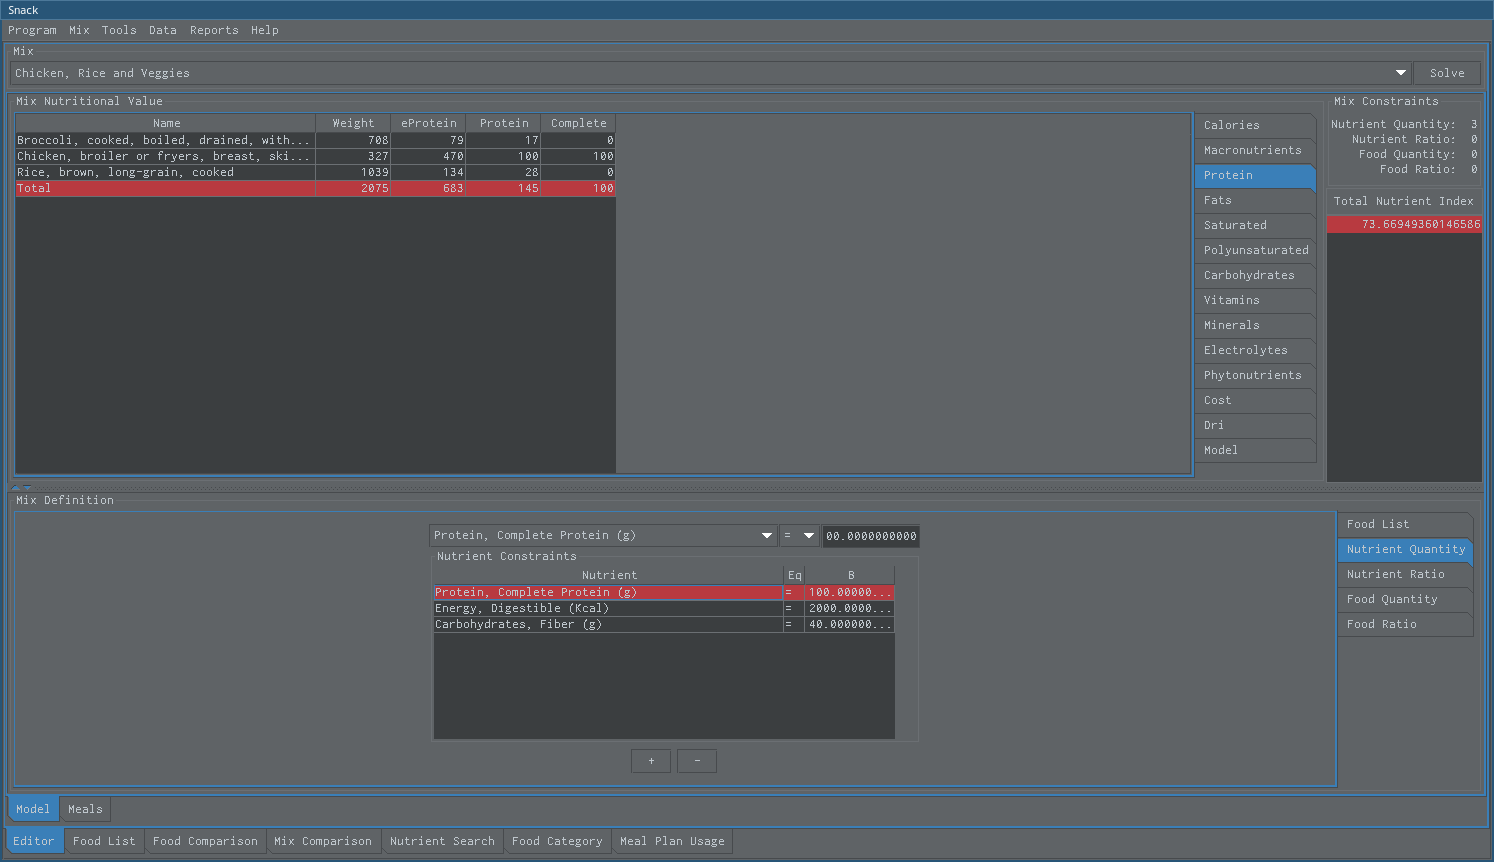 Snack
Program Mix Tools Data Reports Help
Mix
Chicken, Rice and Veggies
Solve
Mix Nutritional Value
Name Weight eProtein Protein Complete
Broccoli, cooked, boiled, drained, with... 708 79 17 0
Chicken, broiler or fryers, breast, ski... 327 470 100 100
Rice, brown, long-grain, cooked 1039 134 28 0
Total 2075 683 145 100
Calories
Macronutrients
Protein
Fats
Saturated
Polyunsaturated
Carbohydrates
Vitamins
Minerals
Electrolytes
Phytonutrients
Cost
Dri
Model
Mix Constraints
Nutrient Quantity: 3
Nutrient Ratio: 0
Food Quantity: 0
Food Ratio: 0
Total Nutrient Index
73.66949360146586
Mix Definition
Protein, Complete Protein (g) = 00.0000000000
Nutrient Constraints
Nutrient Eq B
Protein, Complete Protein (g) = 100.00000...
Energy, Digestible (Kcal) = 2000.0000...
Carbohydrates, Fiber (g) = 40.000000...
+ -
Food List
Nutrient Quantity
Nutrient Ratio
Food Quantity
Food Ratio
Model Meals
Editor Food List Food Comparison Mix Comparison Nutrient Search Food Category Meal Plan Usage